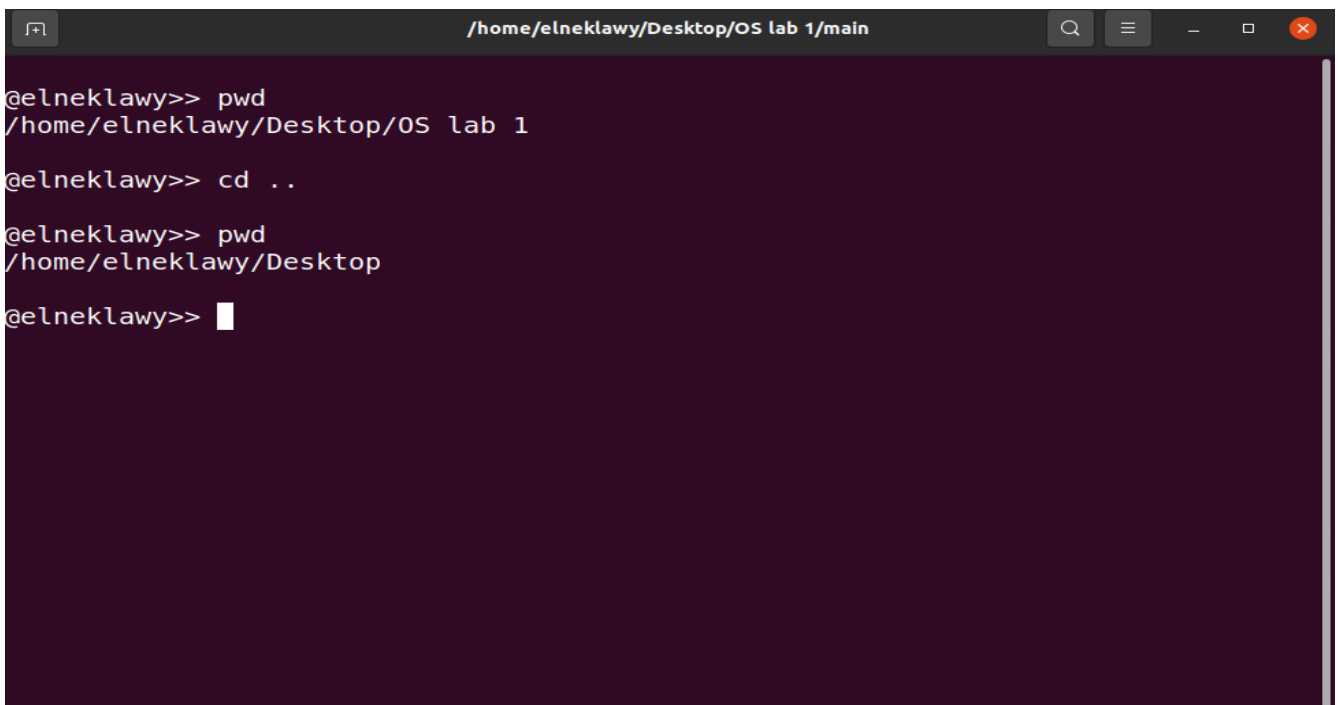 /home/elneklawy/Desktop/OS lab 1/main
@elneklawy>> pwd
/home/elneklawy/Desktop/OS lab 1
@elneklawy>> cd ..
@elneklawy>> pwd
/home/elneklawy/Desktop
@elneklawy>>